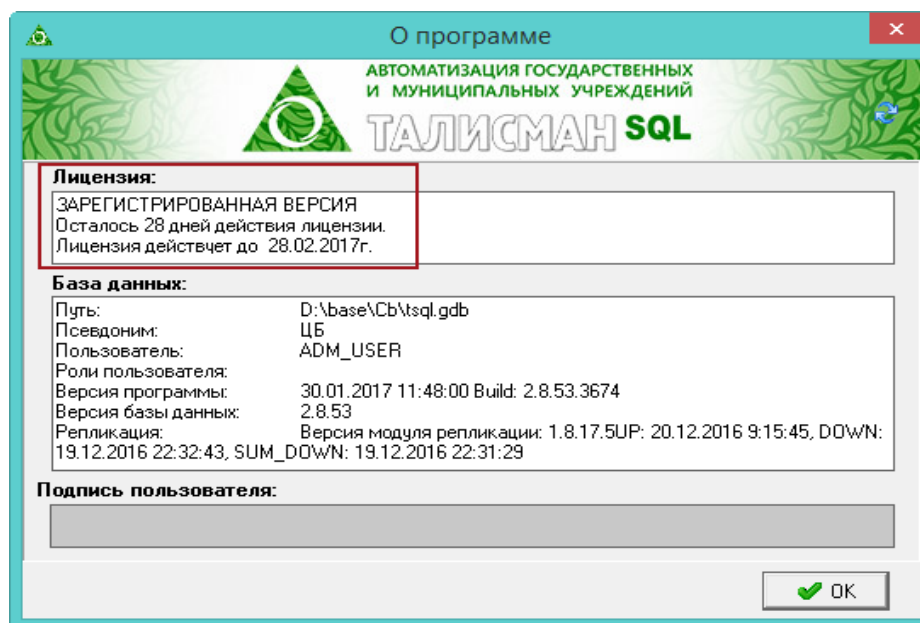 О программе
АВТОМАТИЗАЦИЯ ГОСУДАРСТВЕННЫХ
И МУНИЦИПАЛЬНЫХ УЧРЕЖДЕНИЙ
ТАЛИСМАН SQL
Лицензия:
ЗАРЕГИСТРИРОВАННАЯ ВЕРСИЯ
Осталось 28 дней действия лицензии.
Лицензия действует до 28.02.2017г.
База данных:
Путь: D:\base\Cb\tsql.gdb
Псевдоним: ЦБ
Пользователь: ADM_USER
Роли пользователя:
Версия программы: 30.01.2017 11:48:00 Build: 2.8.53.3674
Версия базы данных: 2.8.53
Репликация: Версия модуля репликации: 1.8.17.5UP: 20.12.2016 9:15:45, DOWN:
19.12.2016 22:32:43, SUM_DOWN: 19.12.2016 22:31:29
Подпись пользователя:
OK